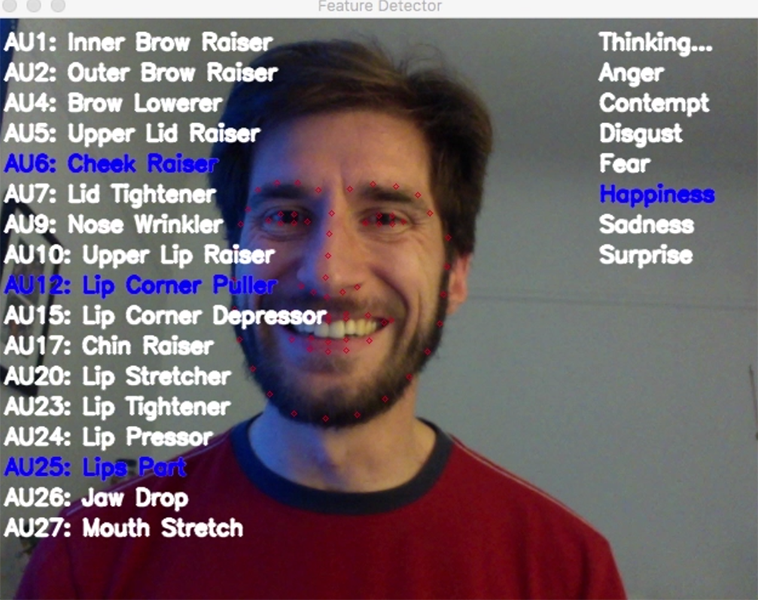 Feature Detector
AU1: Inner Brow Raiser
AU2: Outer Brow Raiser
AU4: Brow Lowerer
AU5: Upper Lid Raiser
AU6: Cheek Raiser
AU7: Lid Tightener
AU9: Nose Wrinkler
AU10: Upper Lip Raiser
AU12: Lip Corner Puller
AU15: Lip Corner Depressor
AU17: Chin Raiser
AU20: Lip Stretcher
AU23: Lip Tightener
AU24: Lip Pressor
AU25: Lips Part
AU26: Jaw Drop
AU27: Mouth Stretch
Thinking...
Anger
Contempt
Disgust
Fear
Happiness
Sadness
Surprise